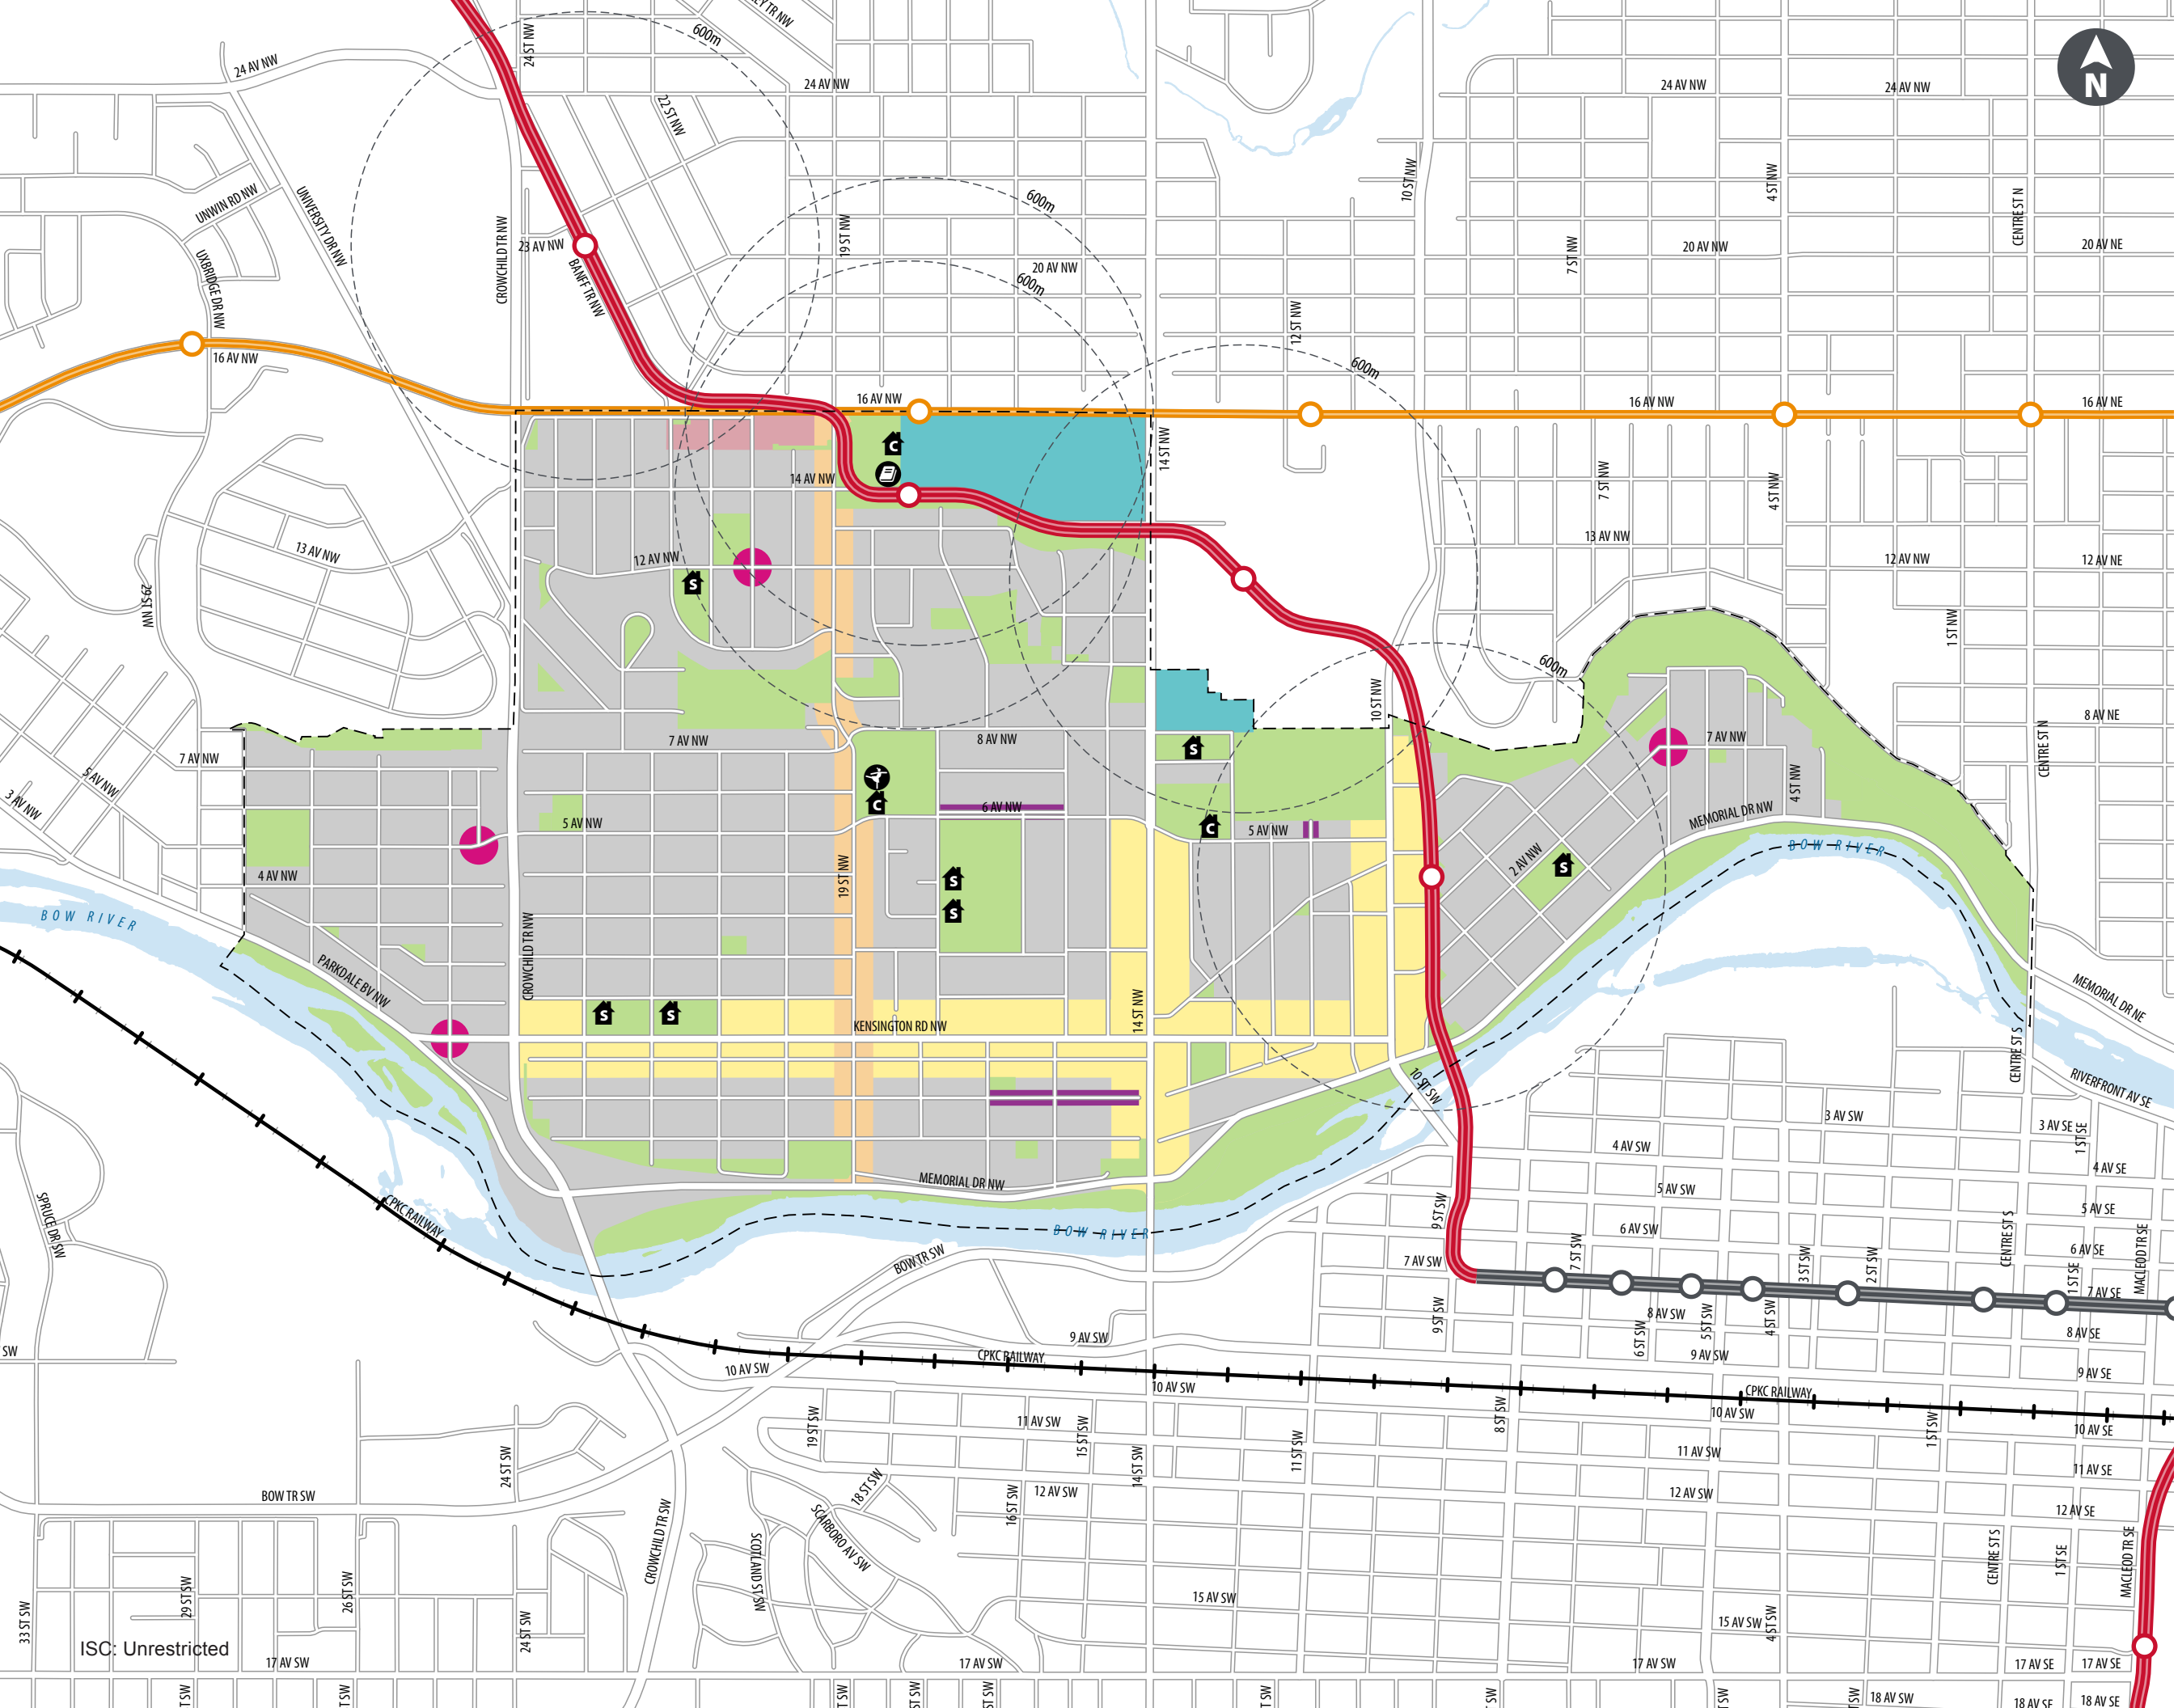 24 ST NW
600m
24 AV NW
24 AV NW
24 AV NW
24 AV NW
N
22 ST NW
UNWIN RD NW
UNIVERSITY DR NW
10 ST NW
4 ST NW
CENTRE ST N
600m
CROWCHILD TR NW
23 AV NW
19 ST NW
20 AV NW
20 AV NW
20 AV NE
7 ST NW
UXBRIDGE DR NW
BANFF TR NW
600m
12 ST NW
16 AV NW
600m
16 AV NW
16 AV NW
16 AV NE
C
14 ST NW
14 AV NW
7 ST NW
4 ST NW
13 AV NW
12 AV NW
13 AV NW
12 AV NW
12 AV NE
S
29 ST NW
1 ST NW
600m
10 ST NW
8 AV NE
7 AV NW
7 AV NW
8 AV NW
7 AV NW
CENTRE ST N
S
5 AV NW
3 AV NW
4 ST NW
C
6 AV NW
5 AV NW
C
5 AV NW
MEMORIAL DR NW
BOW RIVER
4 AV NW
19 ST NW
S
S
2 AV NW
S
BOW RIVER
CROWCHILD TR NW
PARKDALE BV NW
14 ST NW
S
S
KENSINGTON RD NW
MEMORIAL DR NE
CENTRE ST S
10 ST SW
RIVERFRONT AV SE
3 AV SW
3 AV SE
1 ST SE
4 AV SW
4 AV SE
MEMORIAL DR NW
5 AV SW
5 AV SE
SPRUCE DR SW
CPKC RAILWAY
9 ST SW
6 AV SW
BOW RIVER
CENTRE ST S
6 AV SE
MACLEOD TR SE
BOW TR SW
7 AV SW
7 ST SW
3 ST SW
2 ST SW
1 ST SE
7 AV SE
9 ST SW
8 AV SW
5 ST SW
4 ST SW
6 ST SW
8 AV SE
9 AV SW
SW
CPKC RAILWAY
9 AV SW
9 AV SE
10 AV SW
10 AV SW
CPKC RAILWAY
10 AV SW
8 ST SW
1 ST SW
10 AV SE
19 ST SW
11 AV SW
15 ST SW
11 ST SW
11 AV SW
11 AV SE
24 ST SW
14 ST SW
BOW TR SW
18 ST SW
16 ST SW
12 AV SW
12 AV SW
12 AV SE
CROWCHILD TR SW
SCOTLAND ST SW
SCARBORO AV SW
CENTRE ST S
1 ST SE
MACLEOD TR SE
33 ST SW
29 ST SW
26 ST SW
15 AV SW
15 AV SW
4 ST SW
24 ST SW
ISC: Unrestricted
17 AV SW
17 AV SW
17 AV SW
17 AV SE
17 AV SE
18 AV SW
18 AV SE
18 AV SE